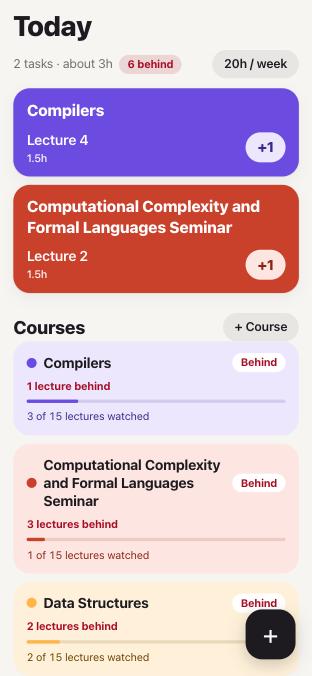 Today
2 tasks · about 3h 6 behind 20h / week
Compilers
Lecture 4
1.5h
+1
Computational Complexity and
Formal Languages Seminar
Lecture 2
1.5h
+1
Courses + Course
Compilers Behind
1 lecture behind
3 of 15 lectures watched
Computational Complexity
and Formal Languages
Seminar
Behind
3 lectures behind
1 of 15 lectures watched
Data Structures Behind
2 lectures behind
2 of 15 lectures watched
+